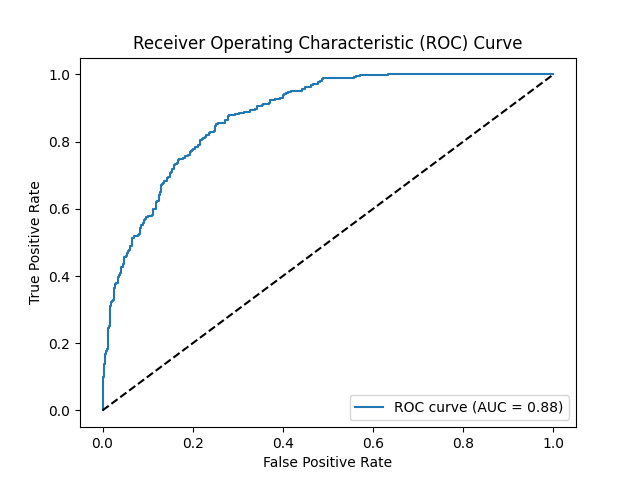 Receiver Operating Characteristic (ROC) Curve
1.0
0.8
0.6
0.4
0.2
0.0
True Positive Rate
ROC curve (AUC = 0.88)
0.0 0.2 0.4 0.6 0.8 1.0
False Positive Rate